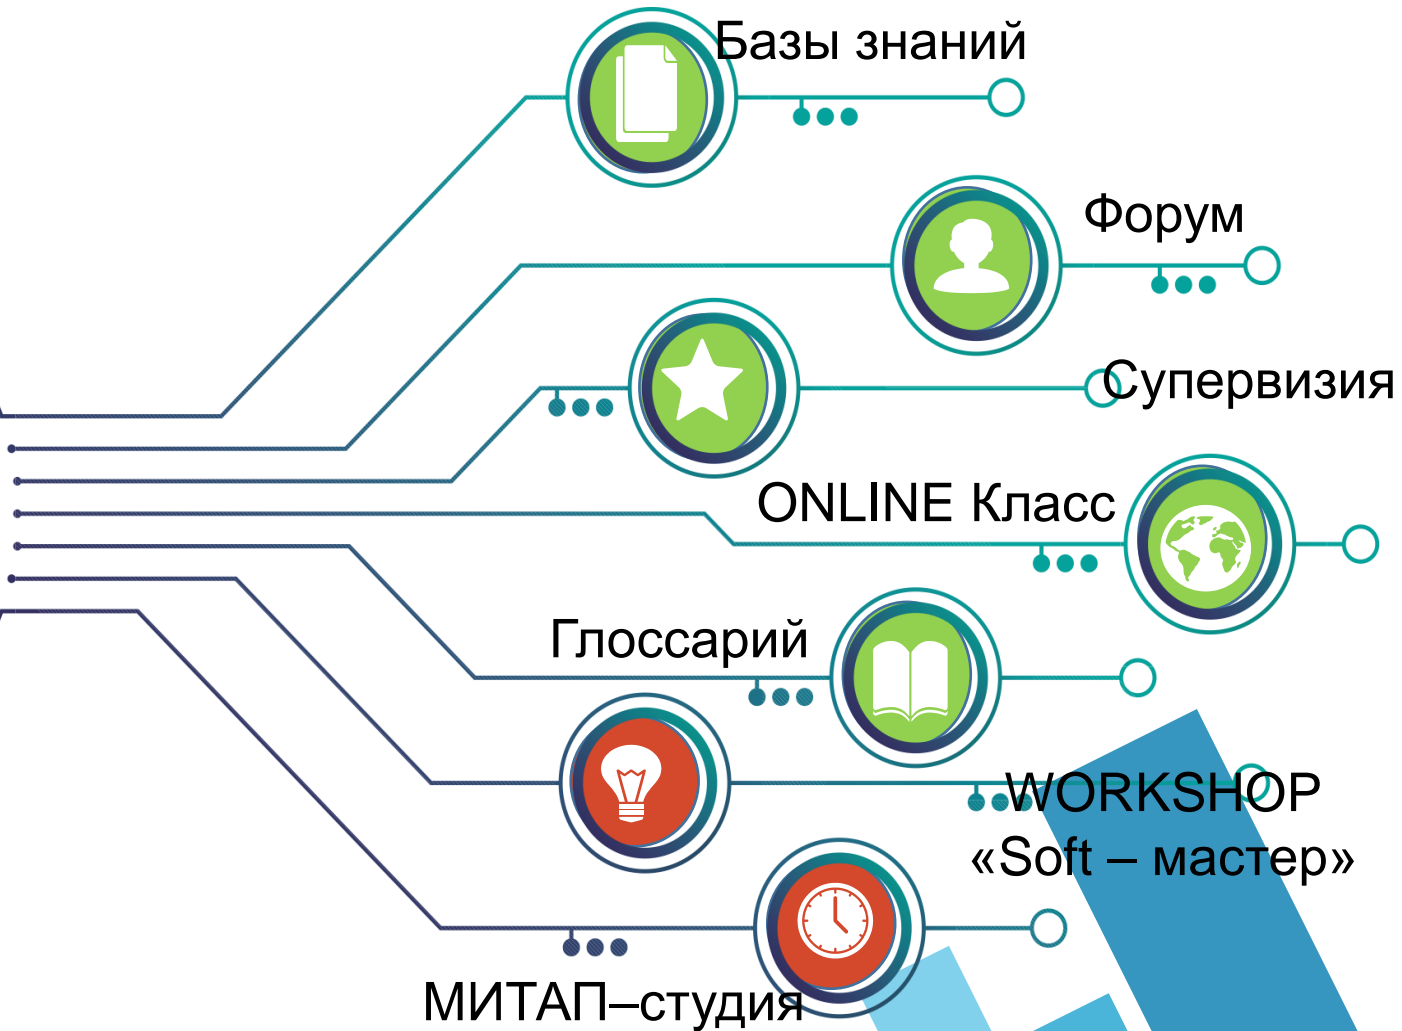 Базы знаний
Форум
Супервизия
ONLINE Класс
Глоссарий
WORKSHOP
«Soft – мастер»
МИТАП–студия